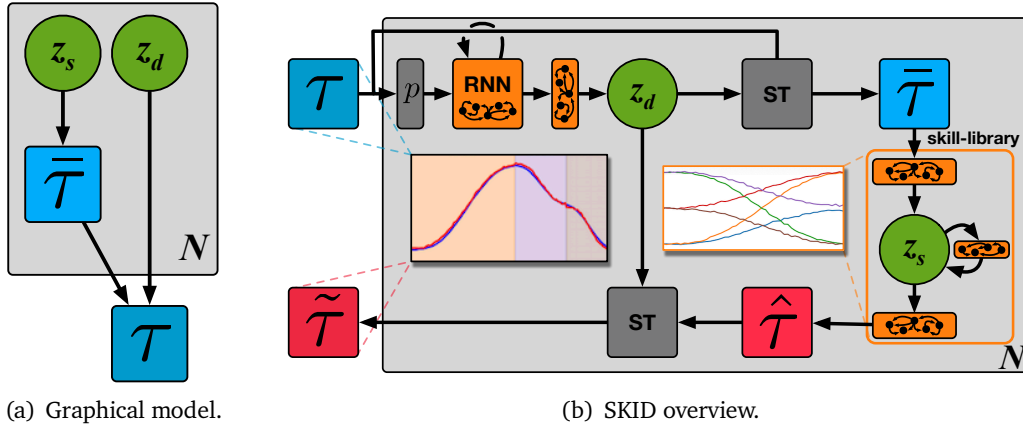 z_s z_d
τ̄
N
τ
(a) Graphical model.
τ p RNN z_d ST τ̄
skill-library
z_s
τ̃ ST τ̂
N
(b) SKID overview.